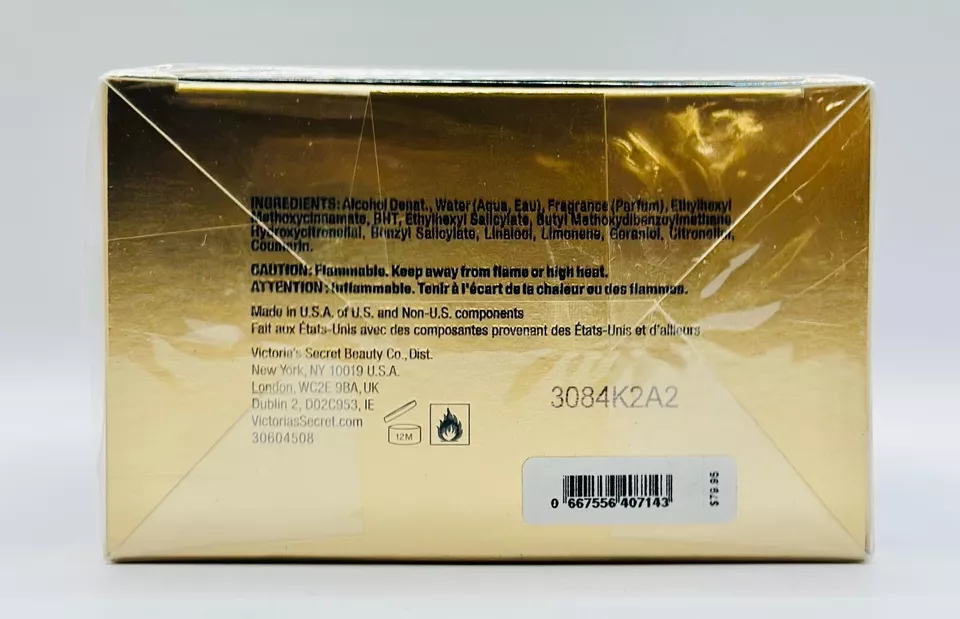 INGREDIENTS: Alcohol Denat., Water (Aqua, Eau), Fragrance (Parfum), Ethylhexyl
Methoxycinnamate, BHT, Ethylhexyl Salicylate, Butyl Methoxydibenzoylmethane
Hydroxycitronellal, Benzyl Salicylate, Linalool, Limonene, Geraniol, Citronellol,
Coumarin.
CAUTION: Flammable. Keep away from flame or high heat.
ATTENTION: Inflammable. Tenir à l'écart de la chaleur ou des flammes.
Made in U.S.A. of U.S. and Non-U.S. components
Fait aux États-Unis avec des composantes provenant des États-Unis et d'ailleurs
Victoria's Secret Beauty Co., Dist.
New York, NY 10019 U.S.A.
London, WC2E 9BA, UK
Dublin 2, D02C953, IE
VictoriasSecret.com
30604508
12M
3084K2A2
0 667556 407143
$79.95